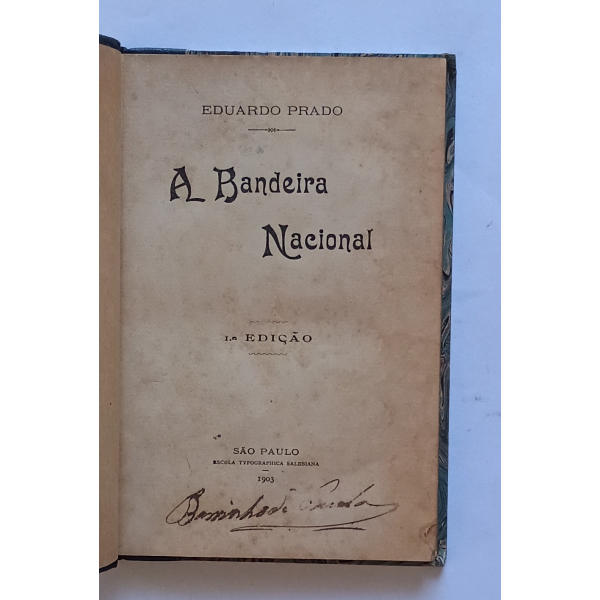 EDUARDO PRADO
A Bandeira
Nacional
1.ª EDIÇÃO
SÃO PAULO
ESCOLA TYPOGRAPHICA SALESIANA
1903